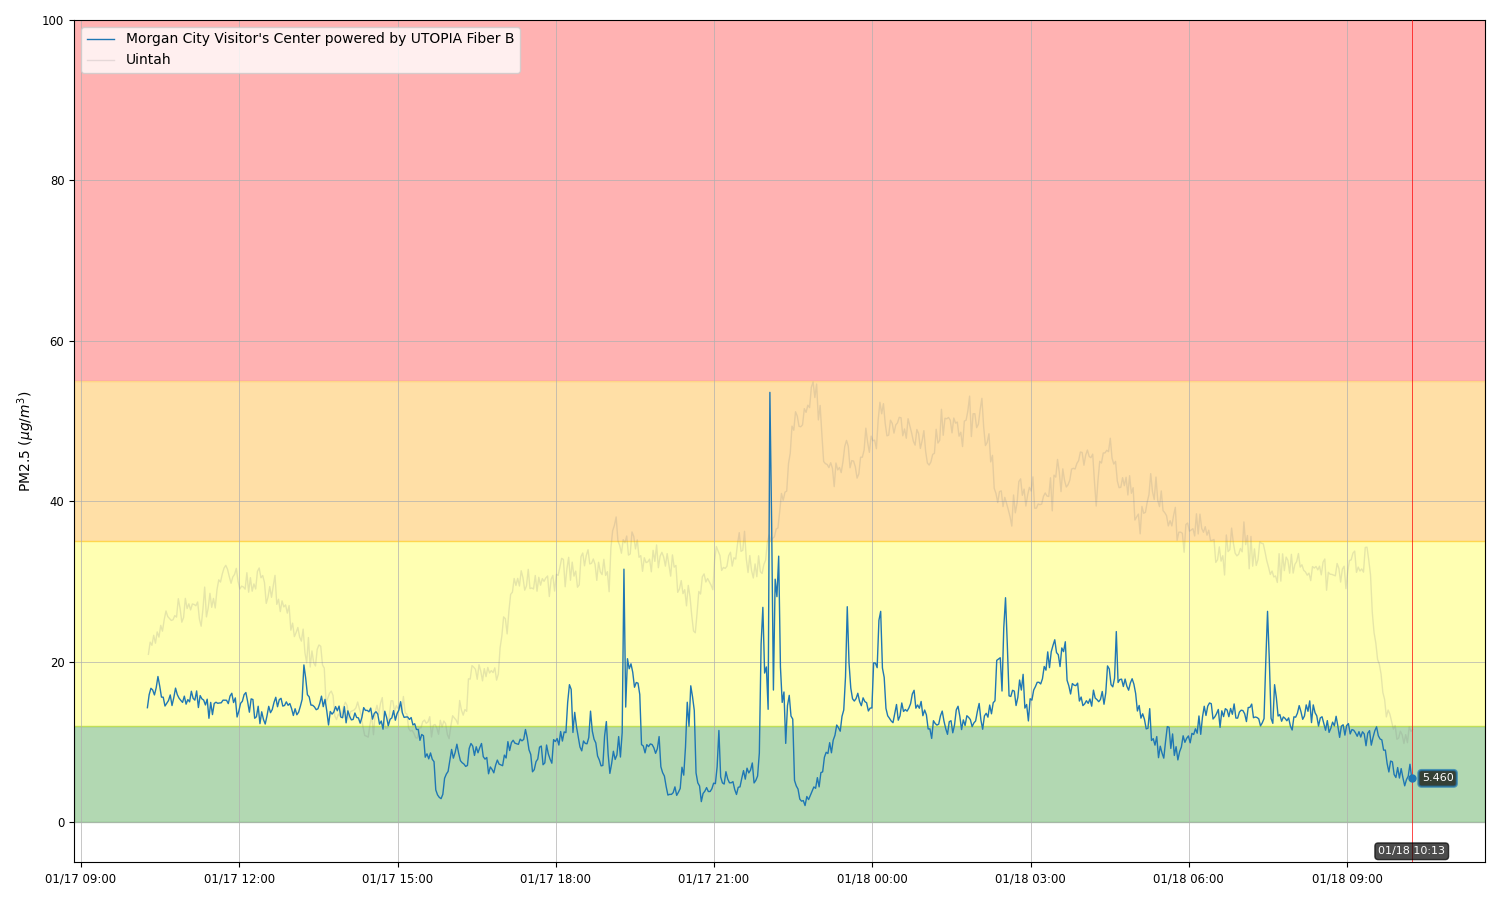 100
Morgan City Visitor's Center powered by UTOPIA Fiber B
Uintah
80
60
PM2.5 (μg/m³)
40
20
5.460
0
01/18 10:13
01/17 09:00 01/17 12:00 01/17 15:00 01/17 18:00 01/17 21:00 01/18 00:00 01/18 03:00 01/18 06:00 01/18 09:00